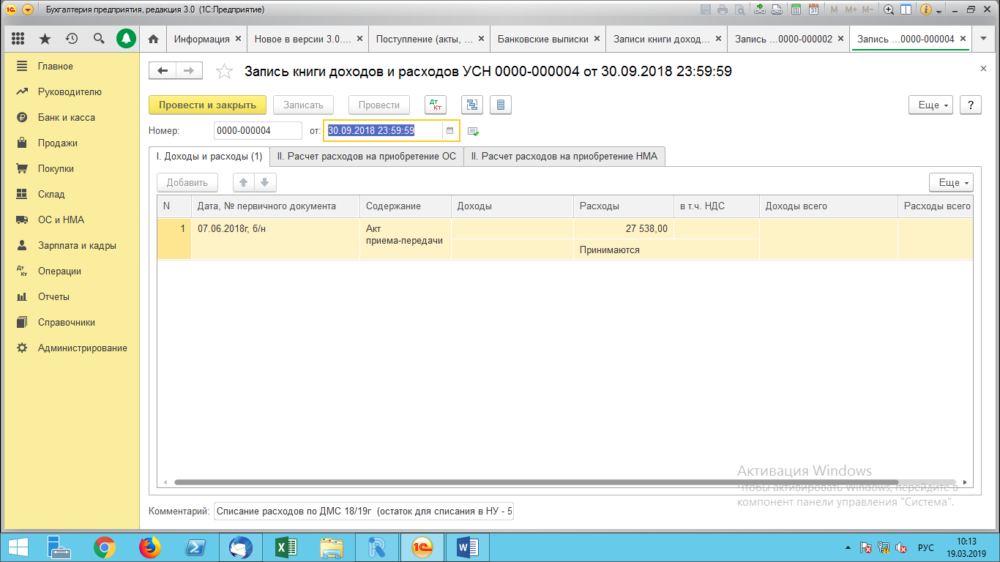 Бухгалтерия предприятия, редакция 3.0 (1С:Предприятие)
M M+ M-
Информация
Новое в версии 3.0....
Поступление (акты, ...
Банковские выписки
Записи книги доход...
Запись ...0000-000002
Запись ...0000-000004
Главное
Руководителю
Банк и касса
Продажи
Покупки
Склад
ОС и НМА
Зарплата и кадры
Операции
Отчеты
Справочники
Администрирование
Запись книги доходов и расходов УСН 0000-000004 от 30.09.2018 23:59:59
Провести и закрыть
Записать
Провести
Дт Кт
Еще
?
Номер: 0000-000004 от: 30.09.2018 23:59:59
I. Доходы и расходы (1)
II. Расчет расходов на приобретение ОС
II. Расчет расходов на приобретение НМА
Добавить
Еще
N Дата, № первичного документа Содержание Доходы Расходы в т.ч. НДС Доходы всего Расходы всего
1 07.06.2018г, б/н Акт 27 538,00
приема-передачи
Принимаются
Активация Windows
Чтобы активировать Windows, перейдите в
компонент панели управления "Система".
Комментарий: Списание расходов по ДМС 18/19г (остаток для списания в НУ - 5
РУС
10:13
19.03.2019